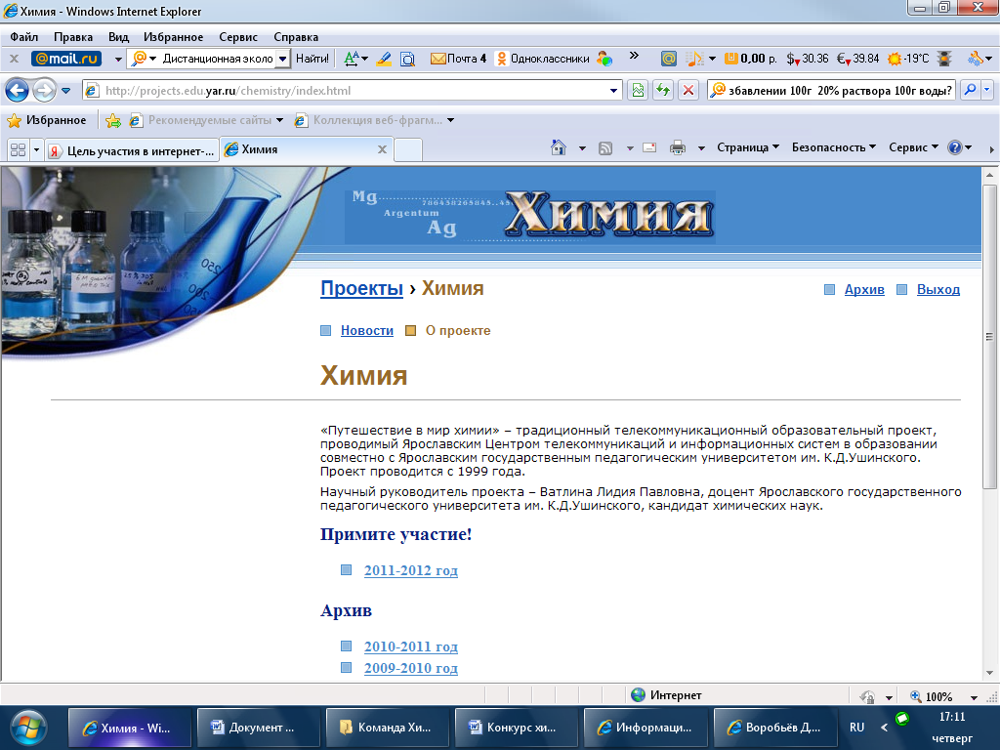 Химия - Windows Internet Explorer
Файл Правка Вид Избранное Сервис Справка
@mail.ru Дистанционная эколо Найти! Почта 4 Одноклассники » 0,00 р. $ 30.36 € 39.84 -19°C
http://projects.edu.yar.ru/chemistry/index.html збавлении 100г 20% раствора 100г воды?
Избранное Рекомендуемые сайты Коллекция веб-фрагм...
Цель участия в интернет-... Химия x Страница Безопасность Сервис
Mg
Argentum
Ag
Химия
250
200
Проекты › Химия Архив Выход
Новости О проекте
Химия
«Путешествие в мир химии» – традиционный телекоммуникационный образовательный проект,
проводимый Ярославским Центром телекоммуникаций и информационных систем в образовании
совместно с Ярославским государственным педагогическим университетом им. К.Д.Ушинского.
Проект проводится с 1999 года.
Научный руководитель проекта – Ватлина Лидия Павловна, доцент Ярославского государственного
педагогического университета им. К.Д.Ушинского, кандидат химических наук.
Примите участие!
2011-2012 год
Архив
2010-2011 год
2009-2010 год
Интернет 100%
Химия - Wi... Документ ... Команда Хи... Конкурс хи... Информаци... Воробьёв Д... RU < 17:11
четверг